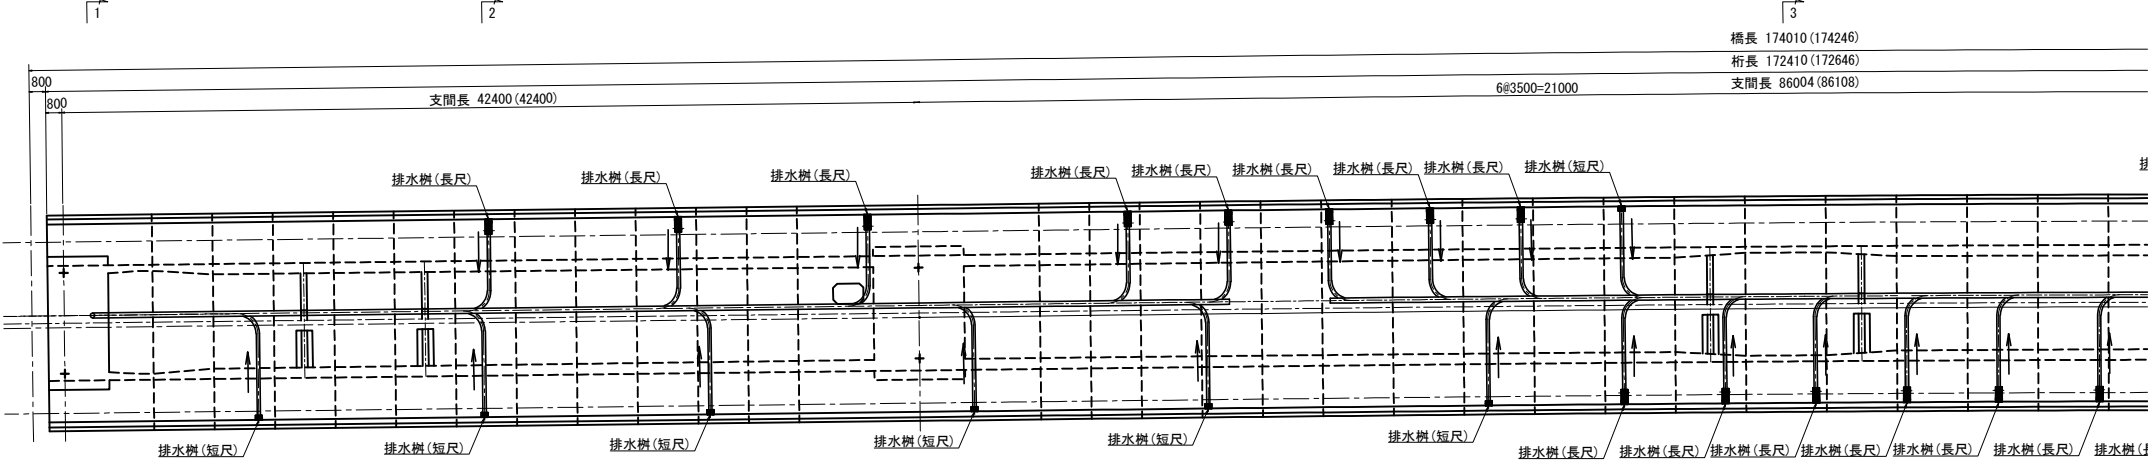 1
2
3
橋長 174010(174246)
桁長 172410(172646)
800
支間長 86004(86108)
6@3500=21000
支間長 42400(42400)
800
排水桝(長尺)
排水桝(長尺)
排水桝(長尺)
排水桝(長尺)
排水桝(長尺)
排水桝(長尺)
排水桝(長尺)
排水桝(長尺)
排水桝(短尺)
排水桝(短尺)
排水桝(短尺)
排水桝(短尺)
排水桝(短尺)
排水桝(短尺)
排水桝(短尺)
排水桝(長尺)
排水桝(長尺)
排水桝(長尺)
排水桝(長尺)
排水桝(長尺)
排水桝(長尺)
排水桝(